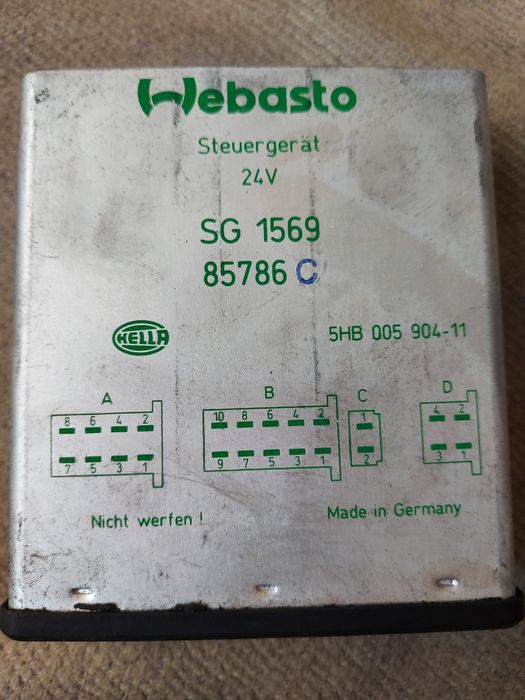 Webasto
Steuergerät
24V
SG 1569
85786 C
HELLA
5HB 005 904-11
A B C D
8 6 4 2 10 8 6 4 2 1 4 2
7 5 3 1 9 7 5 3 1 2 3 1
Nicht werfen !
Made in Germany